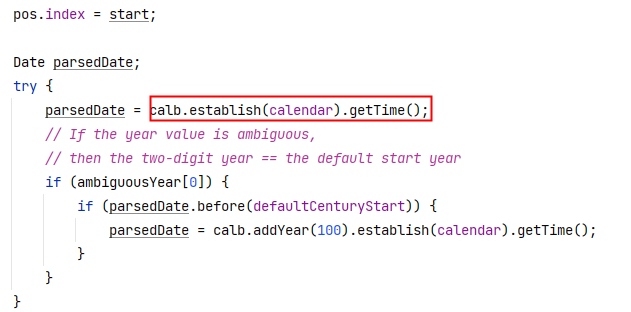 pos.index = start;
Date parsedDate;
try {
parsedDate = calb.establish(calendar).getTime();
// If the year value is ambiguous,
// then the two-digit year == the default start year
if (ambiguousYear[0]) {
if (parsedDate.before(defaultCenturyStart)) {
parsedDate = calb.addYear(100).establish(calendar).getTime();
}
}
}